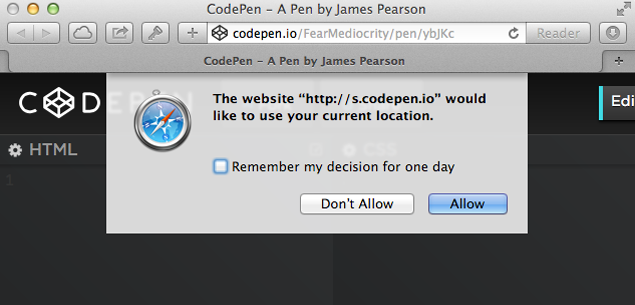 CodePen – A Pen by James Pearson
codepen.io/FearMediocrity/pen/ybJKc
Reader
CodePen – A Pen by James Pearson
CODEPEN
Edi
The website “http://s.codepen.io” would
like to use your current location.
HTML
CSS
Remember my decision for one day
1
Don't Allow
Allow